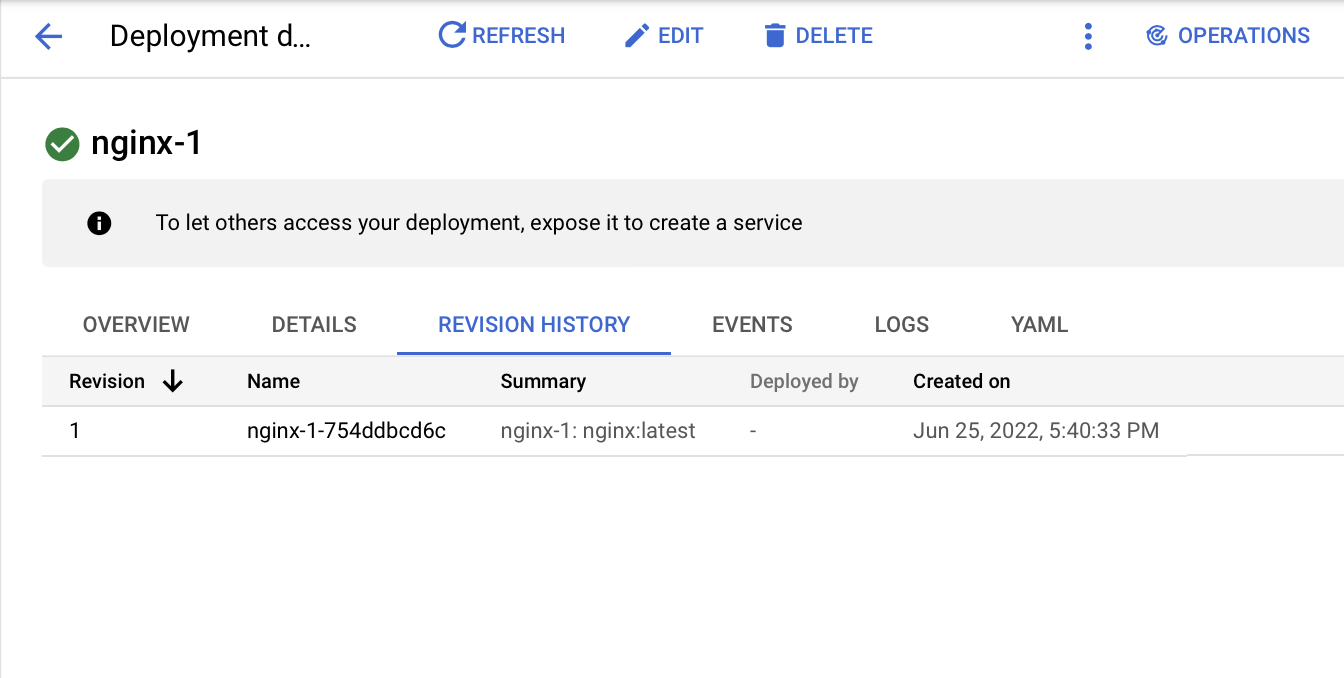 Deployment d... REFRESH EDIT DELETE OPERATIONS
nginx-1
To let others access your deployment, expose it to create a service
OVERVIEW DETAILS REVISION HISTORY EVENTS LOGS YAML
Revision Name Summary Deployed by Created on
1 nginx-1-754ddbcd6c nginx-1: nginx:latest - Jun 25, 2022, 5:40:33 PM